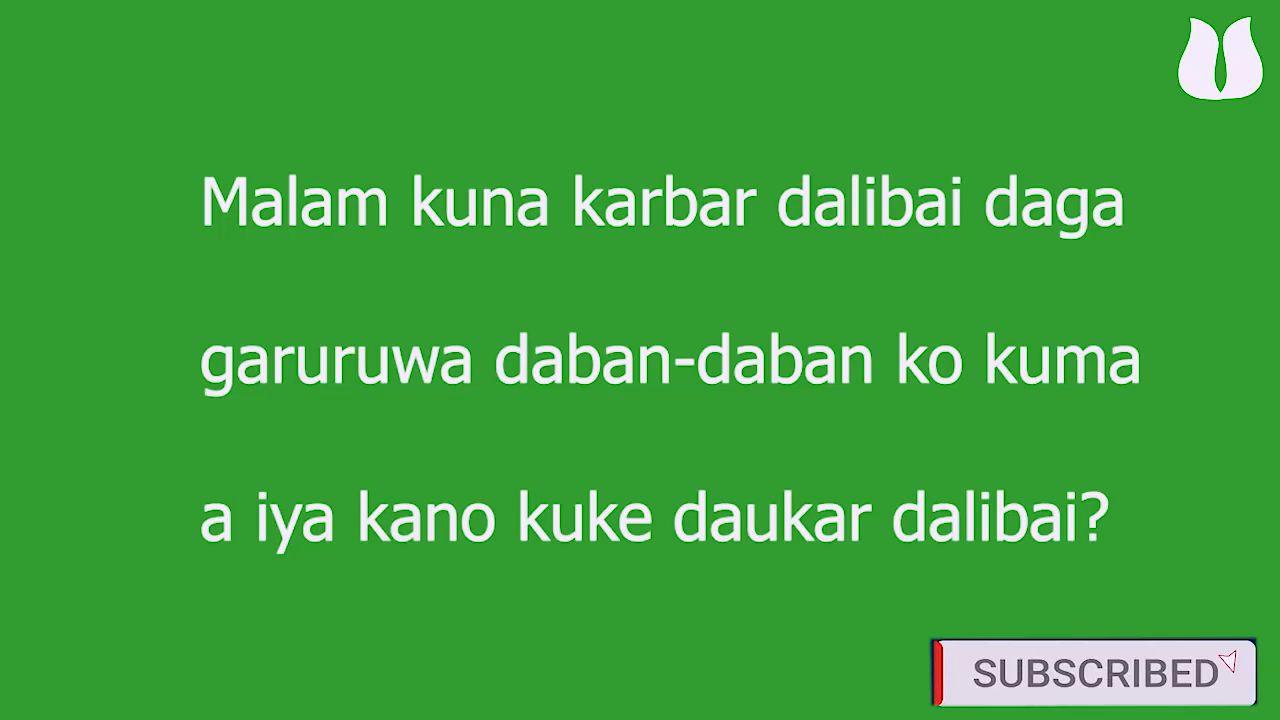 Malam kuna karbar dalibai daga
garuruwa daban-daban ko kuma
a iya kano kuke daukar dalibai?
SUBSCRIBED